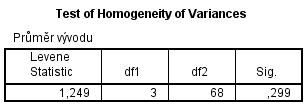 Test of Homogeneity of Variances
Průměr vývodu
Levene Statistic df1 df2 Sig.
1,249 3 68 ,299